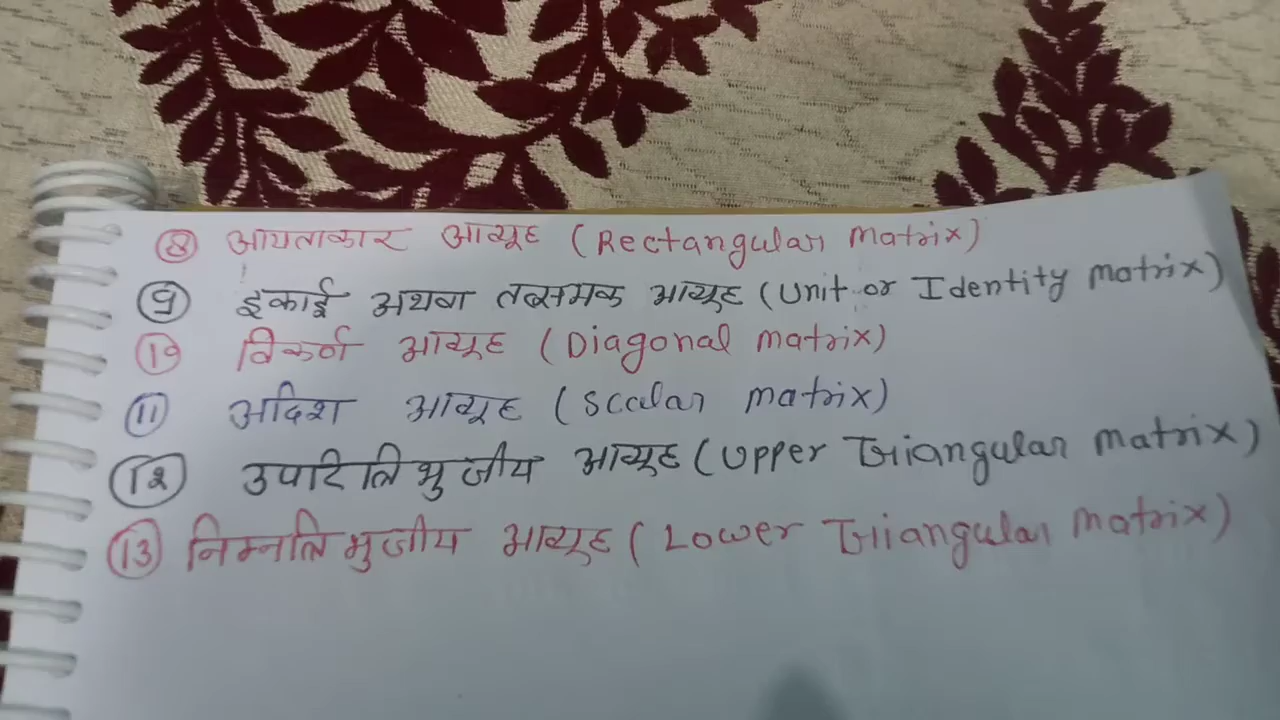 ⑧ आयताकार आव्यूह (Rectangular Matrix)
⑨ इकाई अथवा तत्समक आव्यूह (Unit or Identity Matrix)
⑩ विकर्ण आव्यूह (Diagonal Matrix)
⑪ अदिश आव्यूह (Scalar Matrix)
⑫ उपरित्रिभुजीय आव्यूह (Upper Triangular Matrix)
⑬ निम्नत्रिभुजीय आव्यूह (Lower Triangular Matrix)